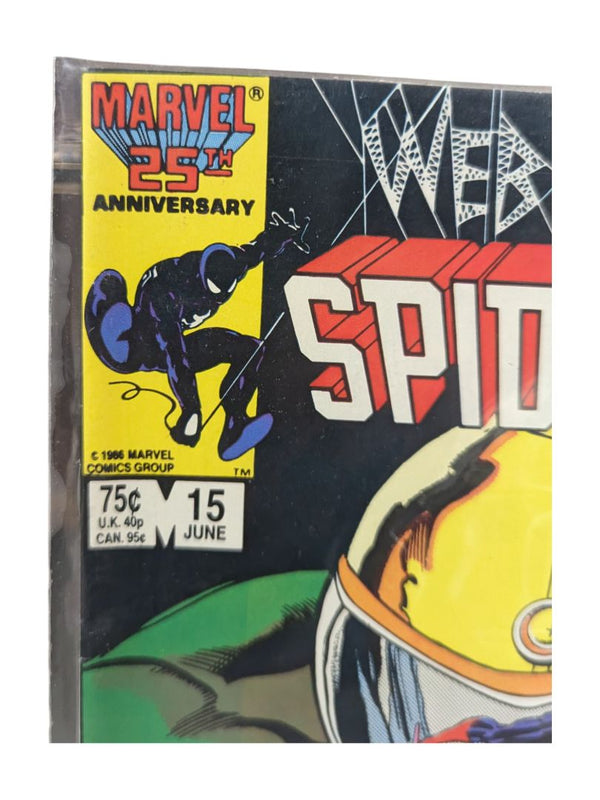 MARVEL®
25TH
ANNIVERSARY
WEB
SPID
© 1986 MARVEL
COMICS GROUP
TM
75¢
U.K. 40p
CAN. 95¢
15
JUNE